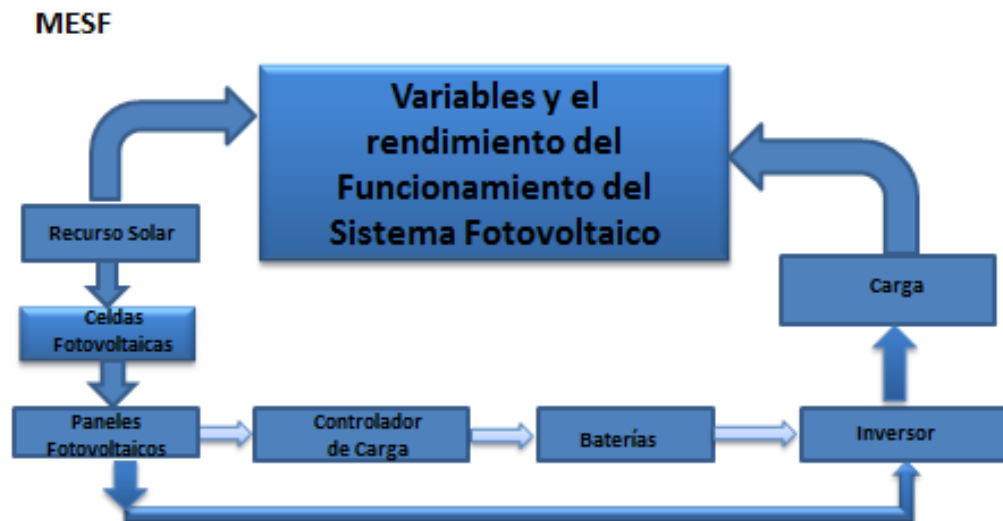 MESF
Variables y el
rendimiento del
Funcionamiento del
Sistema Fotovoltaico
Recurso Solar
Celdas
Fotovoltaicas
Paneles
Fotovoltaicos
Controlador
de Carga
Baterías
Inversor
Carga